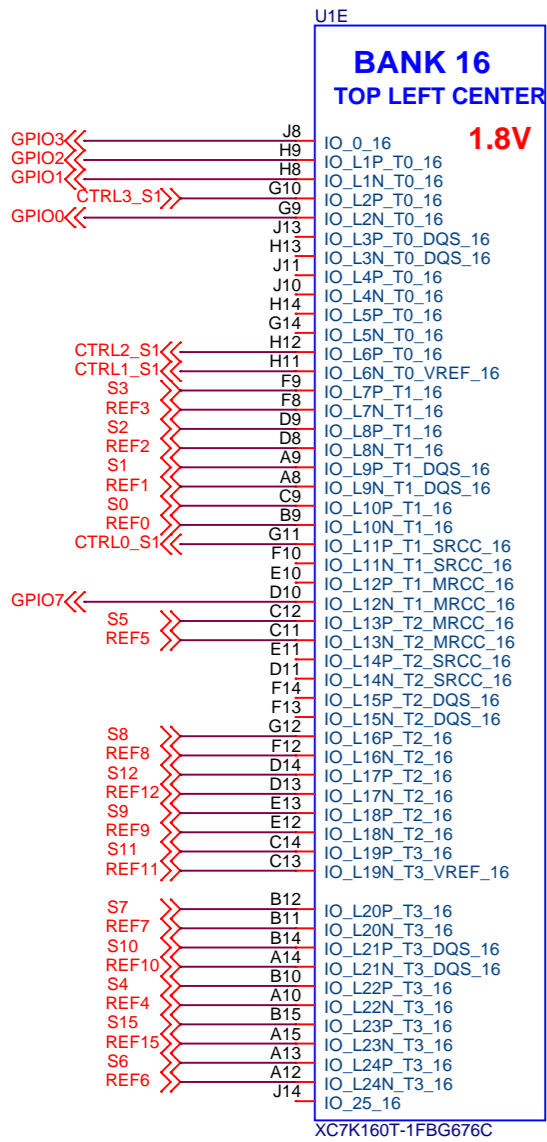 U1E
BANK 16
TOP LEFT CENTER
1.8V
GPIO3 J8 IO_0_16
GPIO2 H9 IO_L1P_T0_16
GPIO1 H8 IO_L1N_T0_16
CTRL3_S1 G10 IO_L2P_T0_16
GPIO0 G9 IO_L2N_T0_16
J13 IO_L3P_T0_DQS_16
H13 IO_L3N_T0_DQS_16
J11 IO_L4P_T0_16
J10 IO_L4N_T0_16
H14 IO_L5P_T0_16
G14 IO_L5N_T0_16
CTRL2_S1 H12 IO_L6P_T0_16
CTRL1_S1 H11 IO_L6N_T0_VREF_16
S3 F9 IO_L7P_T1_16
REF3 F8 IO_L7N_T1_16
S2 D9 IO_L8P_T1_16
REF2 D8 IO_L8N_T1_16
S1 A9 IO_L9P_T1_DQS_16
REF1 A8 IO_L9N_T1_DQS_16
S0 C9 IO_L10P_T1_16
REF0 B9 IO_L10N_T1_16
CTRL0_S1 G11 IO_L11P_T1_SRCC_16
F10 IO_L11N_T1_SRCC_16
E10 IO_L12P_T1_MRCC_16
GPIO7 D10 IO_L12N_T1_MRCC_16
S5 C12 IO_L13P_T2_MRCC_16
REF5 C11 IO_L13N_T2_MRCC_16
E11 IO_L14P_T2_SRCC_16
D11 IO_L14N_T2_SRCC_16
F14 IO_L15P_T2_DQS_16
F13 IO_L15N_T2_DQS_16
S8 G12 IO_L16P_T2_16
REF8 F12 IO_L16N_T2_16
S12 D14 IO_L17P_T2_16
REF12 D13 IO_L17N_T2_16
S9 E13 IO_L18P_T2_16
REF9 E12 IO_L18N_T2_16
S11 C14 IO_L19P_T3_16
REF11 C13 IO_L19N_T3_VREF_16
S7 B12 IO_L20P_T3_16
REF7 B11 IO_L20N_T3_16
S10 B14 IO_L21P_T3_DQS_16
REF10 A14 IO_L21N_T3_DQS_16
S4 B10 IO_L22P_T3_16
REF4 A10 IO_L22N_T3_16
S15 B15 IO_L23P_T3_16
REF15 A15 IO_L23N_T3_16
S6 A13 IO_L24P_T3_16
REF6 A12 IO_L24N_T3_16
J14 IO_25_16
XC7K160T-1FBG676C